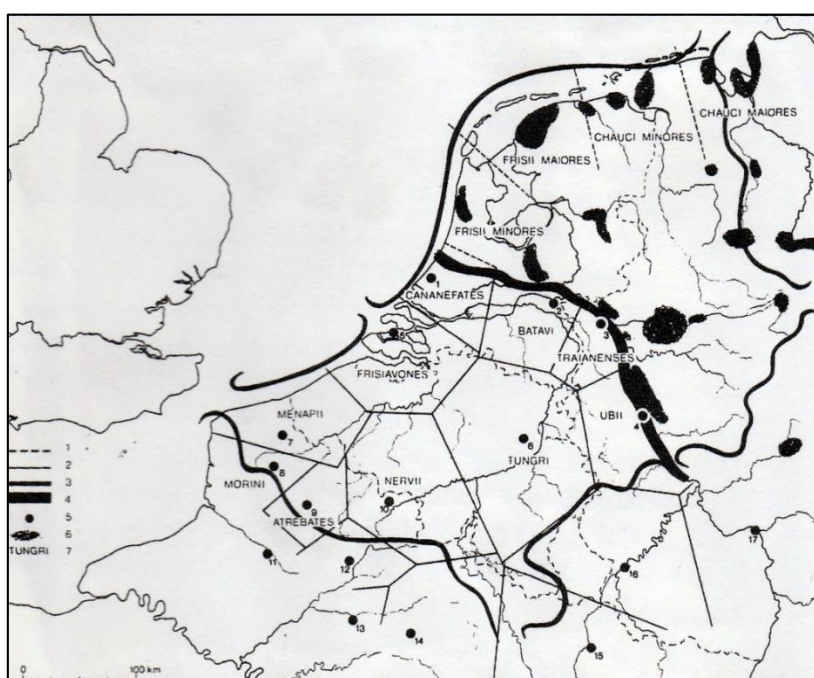 CHAUCI MAIORES
CHAUCI MAIORES
CHAUCI MINORES
FRISII MAIORES
FRISII MINORES
1
CANANEFATES
2
BATAVI
3
5
TRAIANENSES
FRISIAVONES ?
MENAPII
UBII
4
7
6
TUNGRI
8
MORINI
NERVII
9
10
ATREBATES
11
12
16
17
13
14
15
1
2
3
4
5
6
TUNGRI 7
0 100 km